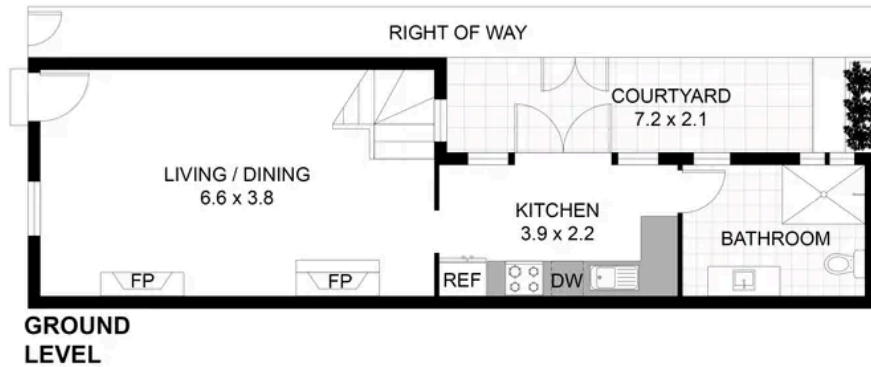 RIGHT OF WAY
COURTYARD
7.2 x 2.1
LIVING / DINING
6.6 x 3.8
KITCHEN
3.9 x 2.2
BATHROOM
FP
FP
REF
DW
GROUND
LEVEL